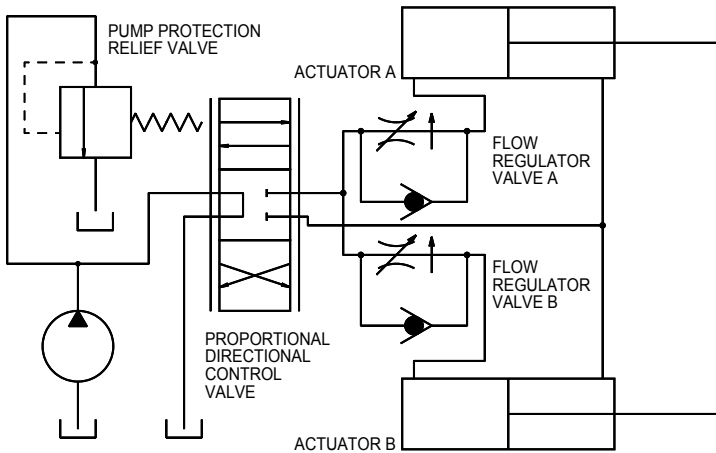 PUMP PROTECTION
RELIEF VALVE
ACTUATOR A
FLOW
REGULATOR
VALVE A
FLOW
REGULATOR
VALVE B
PROPORTIONAL
DIRECTIONAL
CONTROL
VALVE
ACTUATOR B